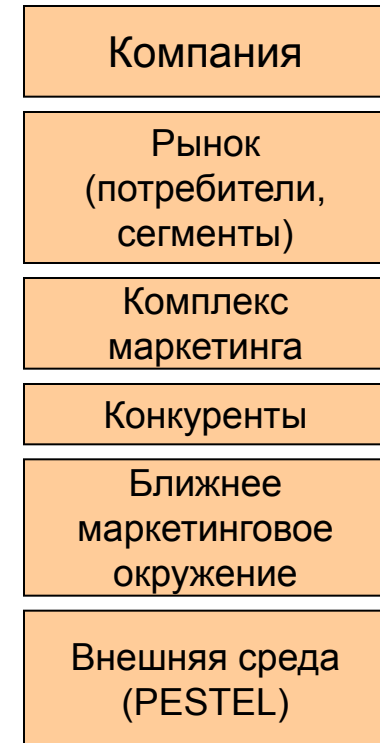 Компания
Рынок
(потребители,
сегменты)
Комплекс
маркетинга
Конкуренты
Ближнее
маркетинговое
окружение
Внешняя среда
(PESTEL)